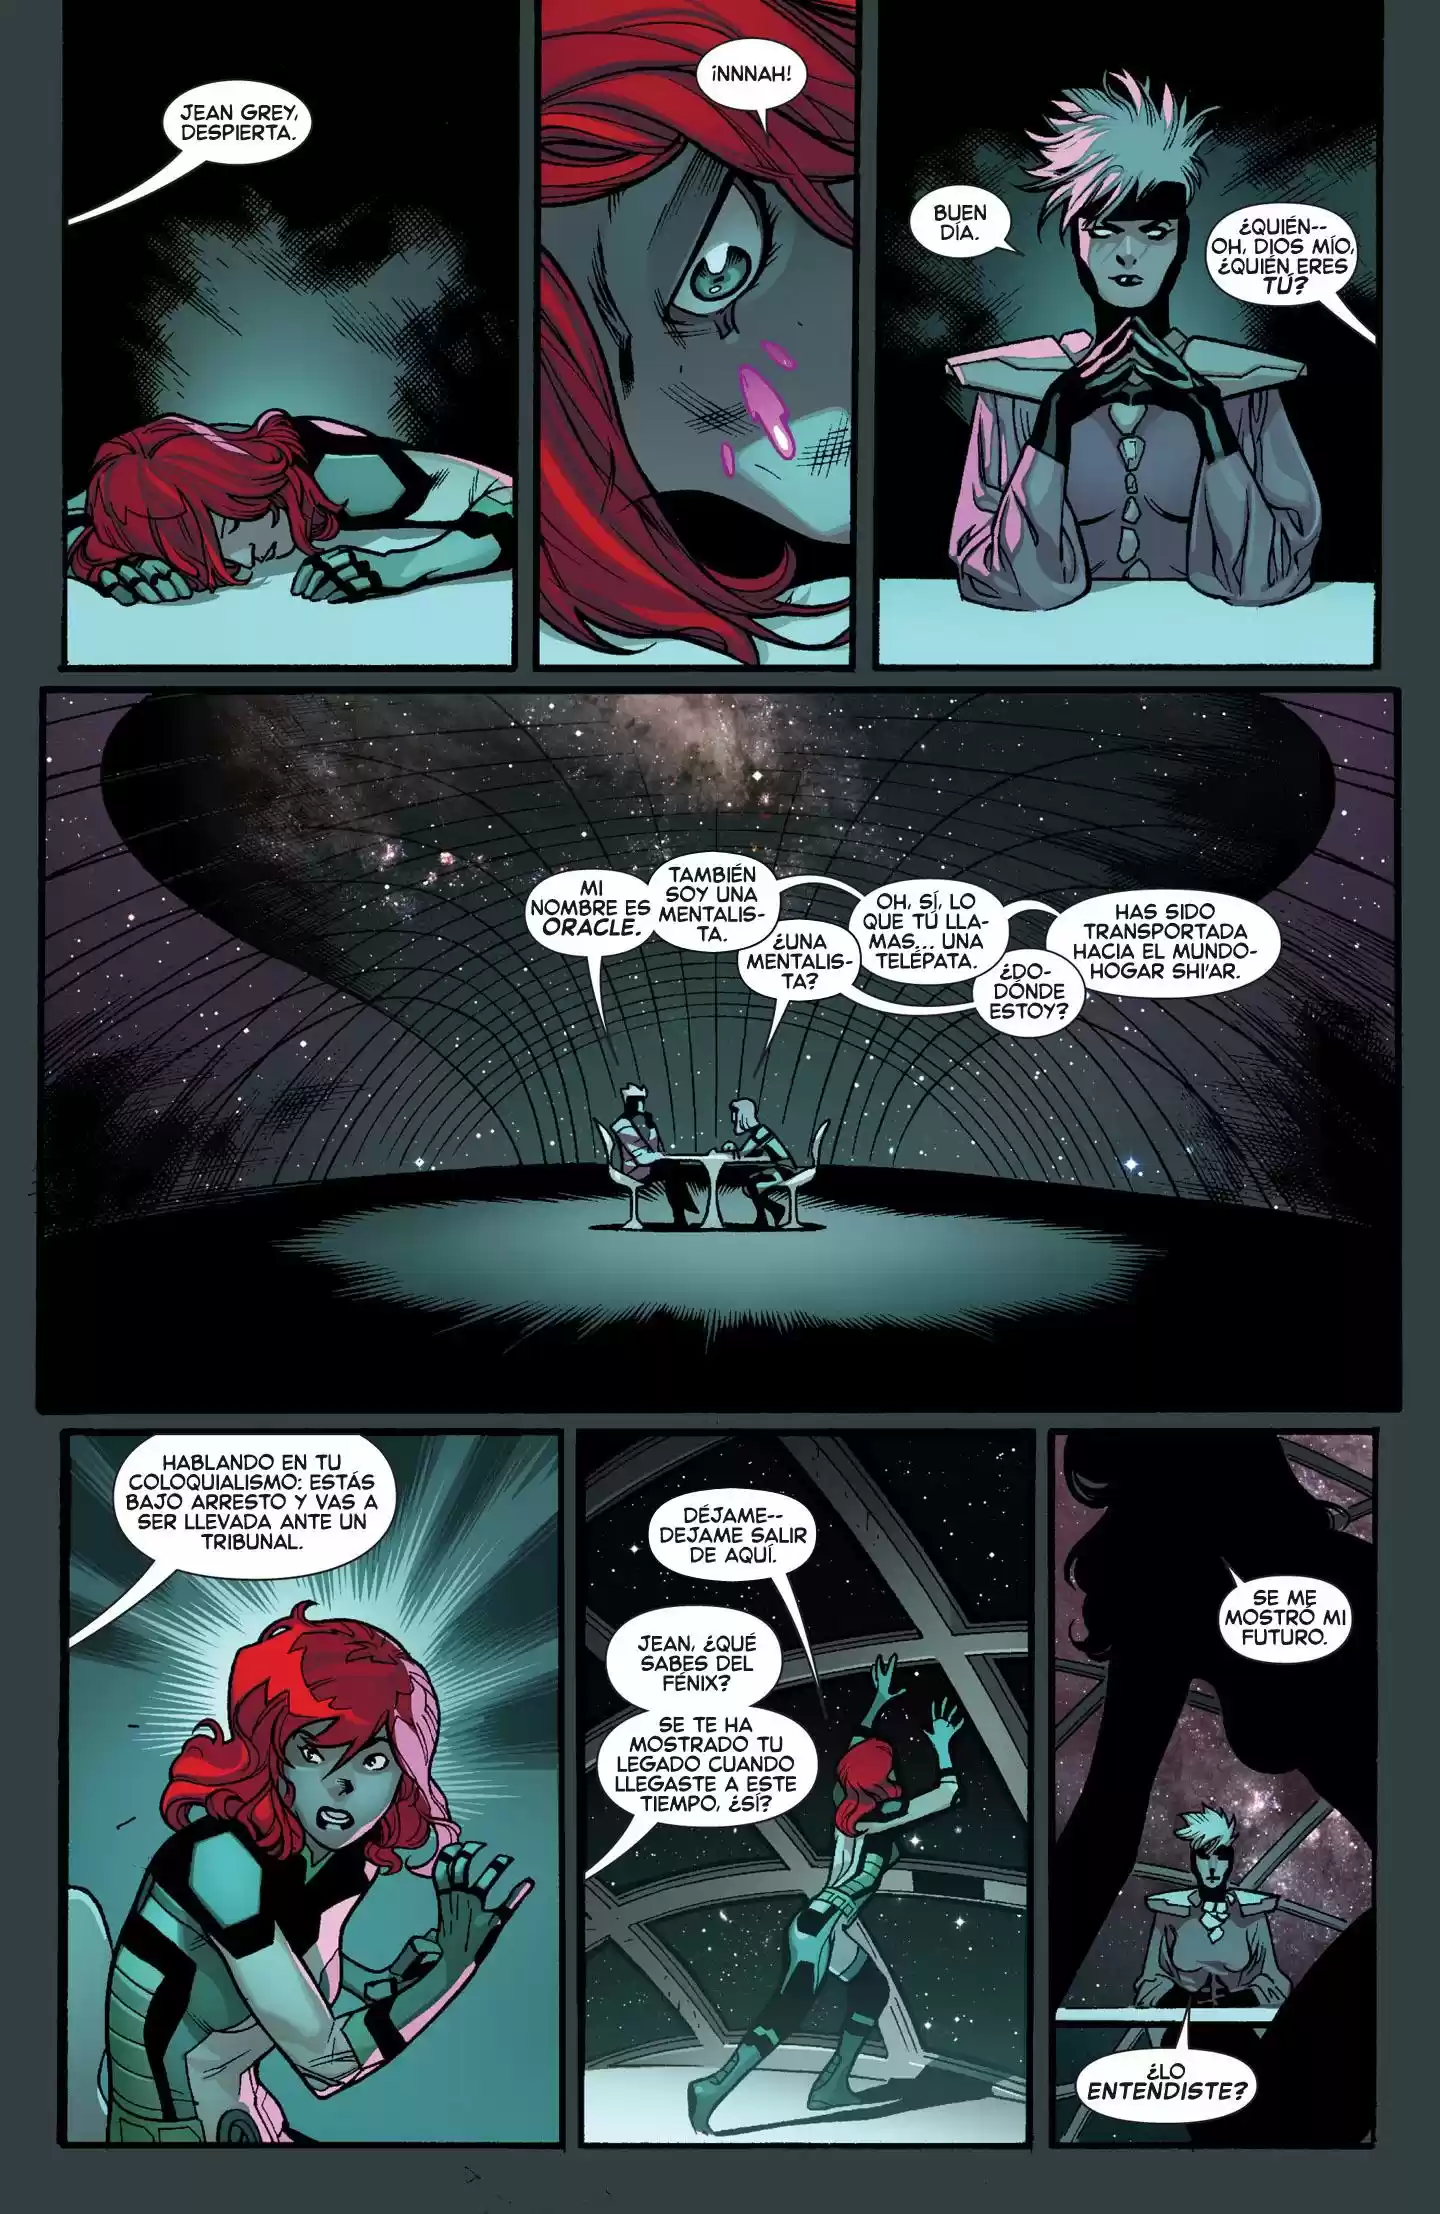 JEAN GREY,
DESPIERTA.
¡NNNAH!
BUEN
DÍA.
¿QUIÉN--
OH, DIOS MÍO,
¿QUIÉN ERES
TÚ?
MI
NOMBRE ES
ORACLE.
TAMBIÉN
SOY UNA
MENTALIS-
TA.
¿UNA
MENTALIS-
TA?
OH, SÍ, LO
QUE TÚ LLA-
MAS... UNA
TELÉPATA.
¿DO-
DÓNDE
ESTOY?
HAS SIDO
TRANSPORTADA
HACIA EL MUNDO-
HOGAR SHI'AR.
HABLANDO EN TU
COLOQUIALISMO: ESTÁS
BAJO ARRESTO Y VAS A
SER LLEVADA ANTE UN
TRIBUNAL.
DÉJAME--
DEJAME SALIR
DE AQUÍ.
JEAN, ¿QUÉ
SABES DEL
FÉNIX?
SE TE HA
MOSTRADO TU
LEGADO CUANDO
LLEGASTE A ESTE
TIEMPO, ¿SÍ?
SE ME
MOSTRÓ MI
FUTURO.
¿LO
ENTENDISTE?